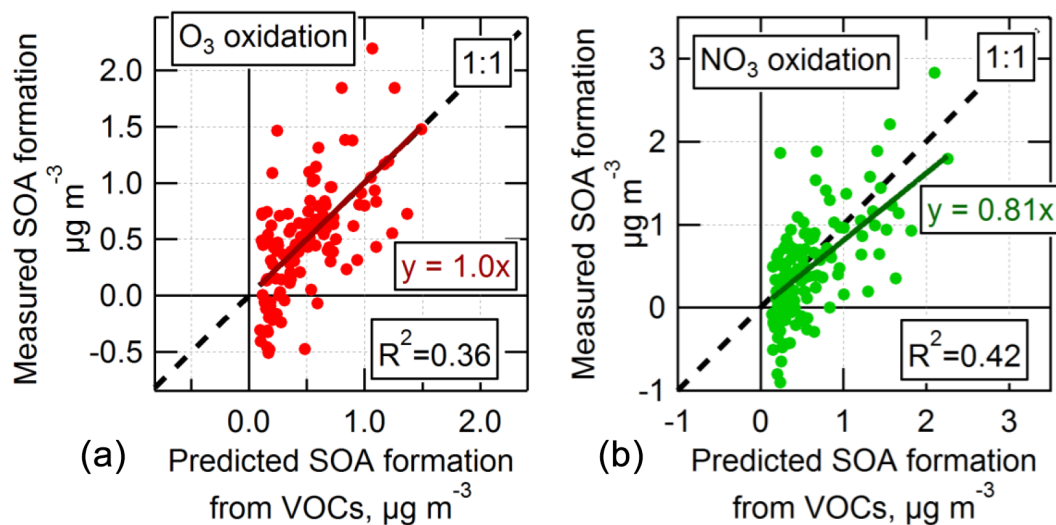 O3 oxidation
1:1
Measured SOA formation
µg m-3
2.0
1.5
1.0
0.5
0.0
-0.5
y = 1.0x
R2=0.36
0.0
1.0
2.0
(a)
Predicted SOA formation
from VOCs, µg m-3
NO3 oxidation
1:1
Measured SOA formation
µg m-3
3
2
1
0
-1
y = 0.81x
R2=0.42
-1
0
1
2
3
(b)
Predicted SOA formation
from VOCs, µg m-3